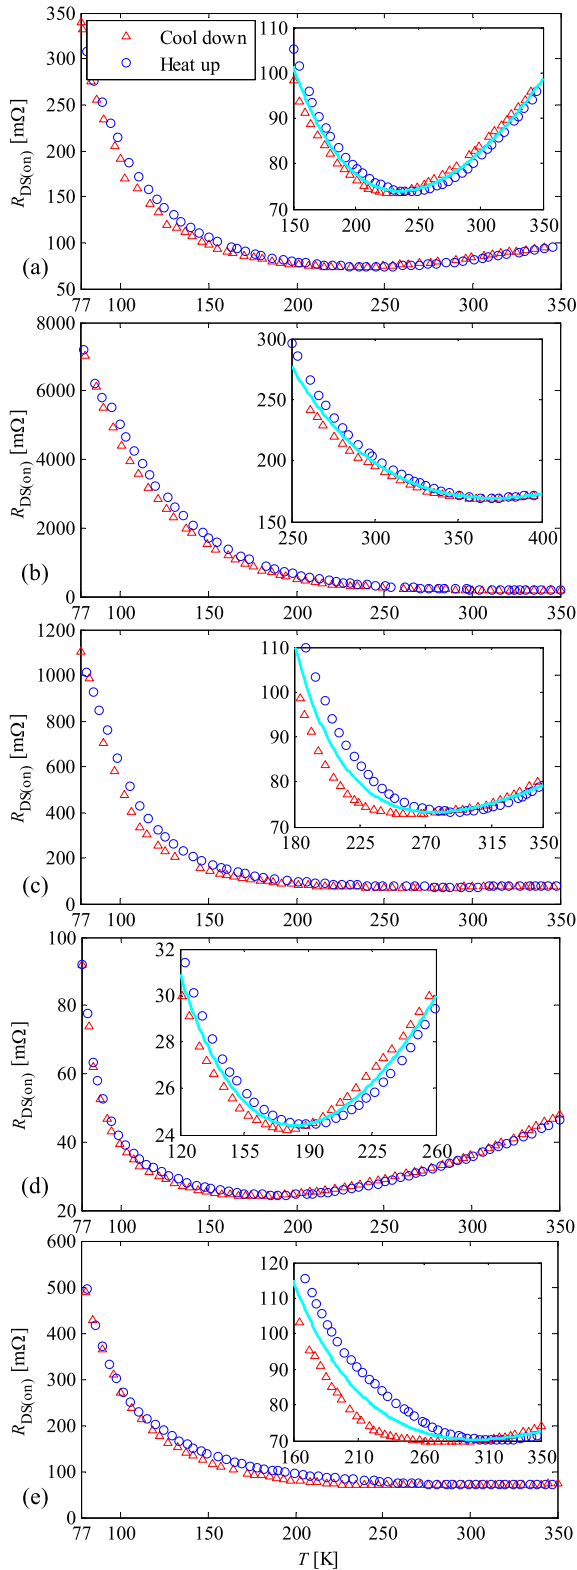 350
300
250
200
150
100
50
R_DS(on) [mΩ]
Cool down
Heat up
110
100
90
80
70
150 200 250 300 350
(a)
77 100 150 200 250 300 350
8000
6000
4000
2000
0
R_DS(on) [mΩ]
300
250
200
150
250 300 350 400
(b)
77 100 150 200 250 300 350
1200
1000
800
600
400
200
0
R_DS(on) [mΩ]
110
100
90
80
70
180 225 270 315 350
(c)
77 100 150 200 250 300 350
100
80
60
40
20
R_DS(on) [mΩ]
32
30
28
26
24
120 155 190 225 260
(d)
77 100 150 200 250 300 350
600
500
400
300
200
100
0
R_DS(on) [mΩ]
120
110
100
90
80
70
160 210 260 310 350
(e)
77 100 150 200 250 300 350
T [K]